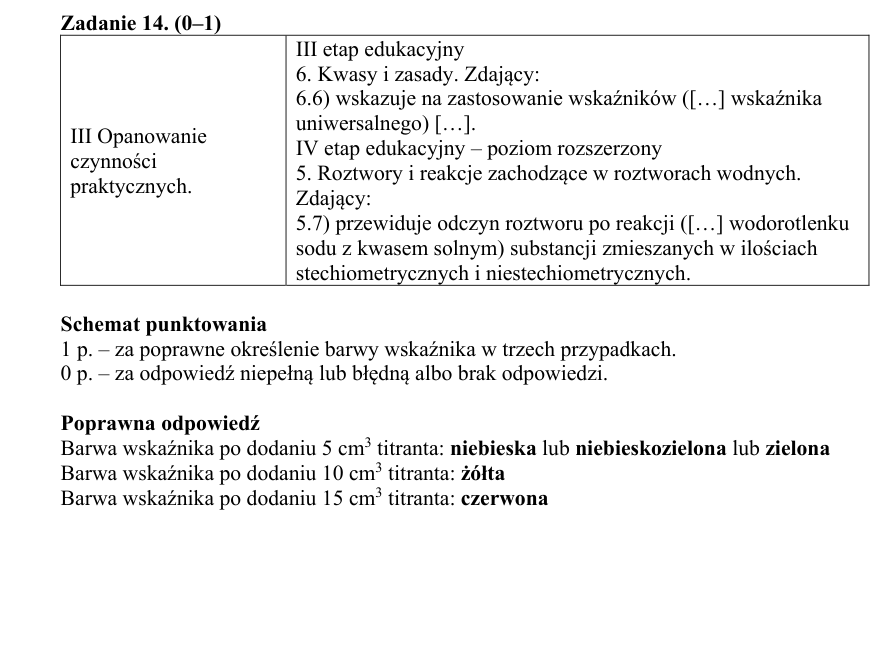 Zadanie 14. (0–1)
III Opanowanie
czynności
praktycznych.
III etap edukacyjny
6. Kwasy i zasady. Zdający:
6.6) wskazuje na zastosowanie wskaźników ([…] wskaźnika
uniwersalnego) […].
IV etap edukacyjny – poziom rozszerzony
5. Roztwory i reakcje zachodzące w roztworach wodnych.
Zdający:
5.7) przewiduje odczyn roztworu po reakcji ([…] wodorotlenku
sodu z kwasem solnym) substancji zmieszanych w ilościach
stechiometrycznych i niestechiometrycznych.
Schemat punktowania
1 p. – za poprawne określenie barwy wskaźnika w trzech przypadkach.
0 p. – za odpowiedź niepełną lub błędną albo brak odpowiedzi.
Poprawna odpowiedź
Barwa wskaźnika po dodaniu 5 cm³ titranta: niebieska lub niebieskozielona lub zielona
Barwa wskaźnika po dodaniu 10 cm³ titranta: żółta
Barwa wskaźnika po dodaniu 15 cm³ titranta: czerwona